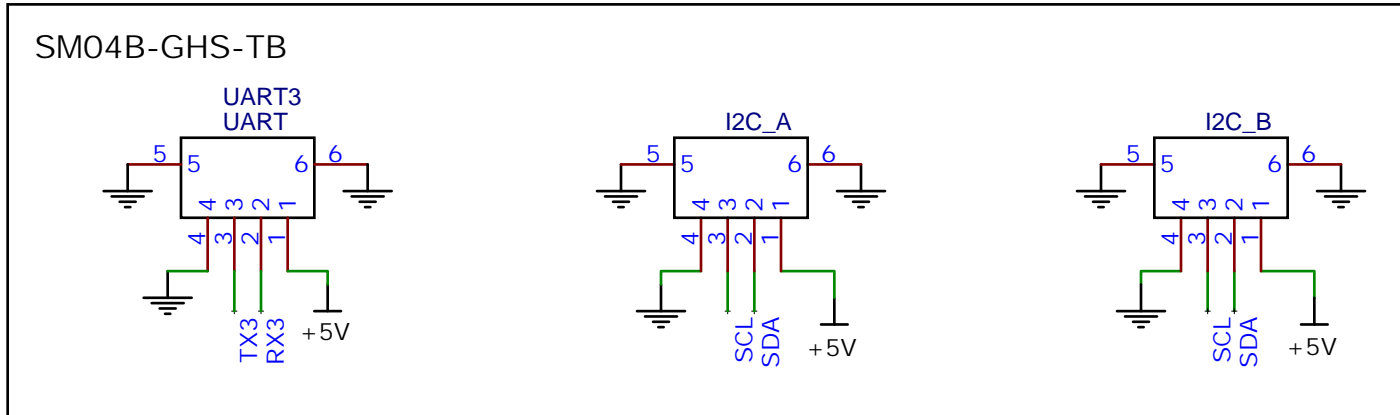 SM04B-GHS-TB
UART3
UART
I2C_A
I2C_B
5 5 6 6
5 5 6 6
5 5 6 6
4 3 2 1
4 3 2 1
4 3 2 1
4 3 2 1
4 3 2 1
4 3 2 1
TX3
RX3
+5V
SCL
SDA
+5V
SCL
SDA
+5V